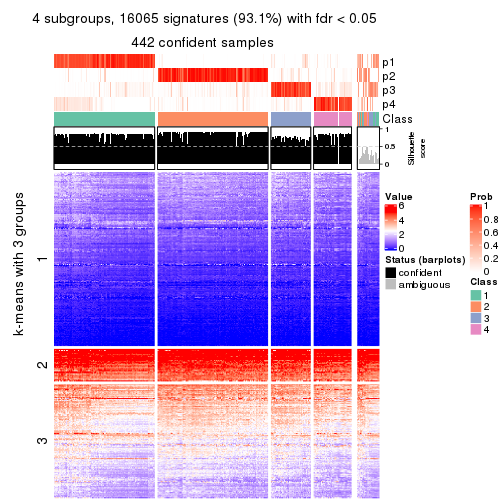 4 subgroups, 16065 signatures (93.1%) with fdr < 0.05
442 confident samples
p1
p2
p3
p4
Class
1
0.5
0
Silhouette
score
k-means with 3 groups
1
2
3
Value
6
4
2
0
Status (barplots)
confident
ambiguous
Prob
1
0.8
0.6
0.4
0.2
0
Class
1
2
3
4